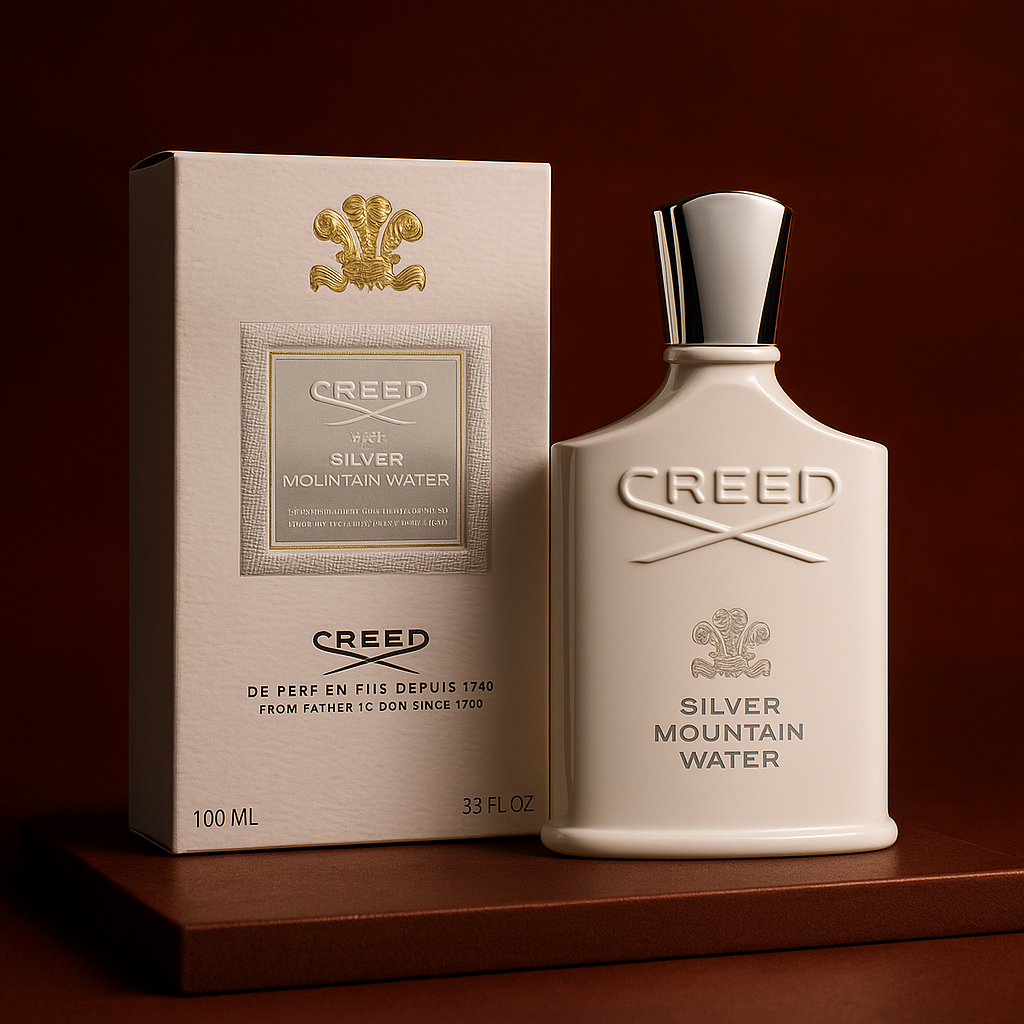 CREED
SILVER
MOLINTAIN WATER
CREED
DE PERF EN FIIS DEPUIS 1740
FROM FATHER 1C DON SINCE 1700
100 ML
33 FL OZ
CREED
SILVER
MOUNTAIN
WATER